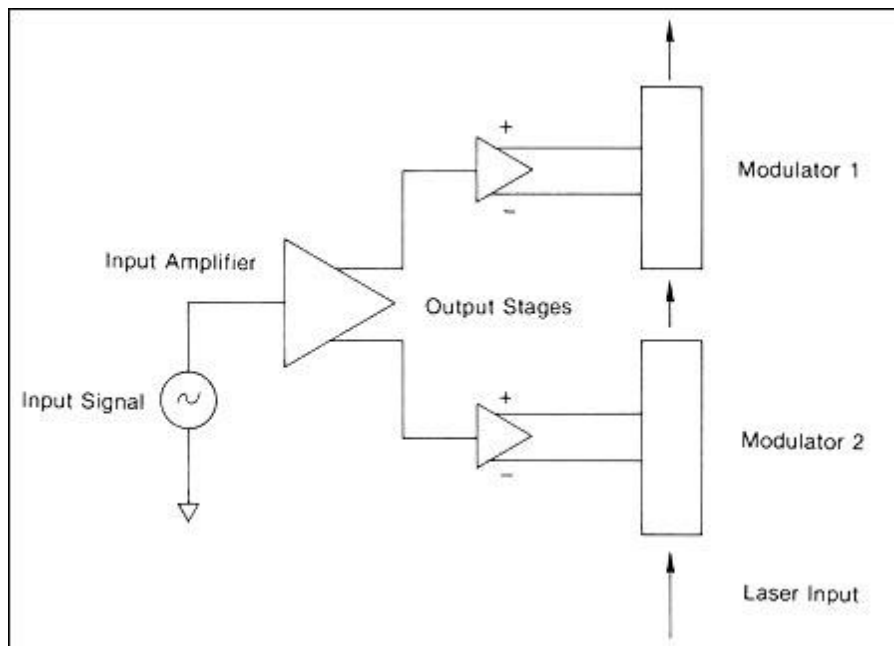 +
Modulator 1
−
Input Amplifier
Output Stages
Input Signal
+
Modulator 2
−
Laser Input